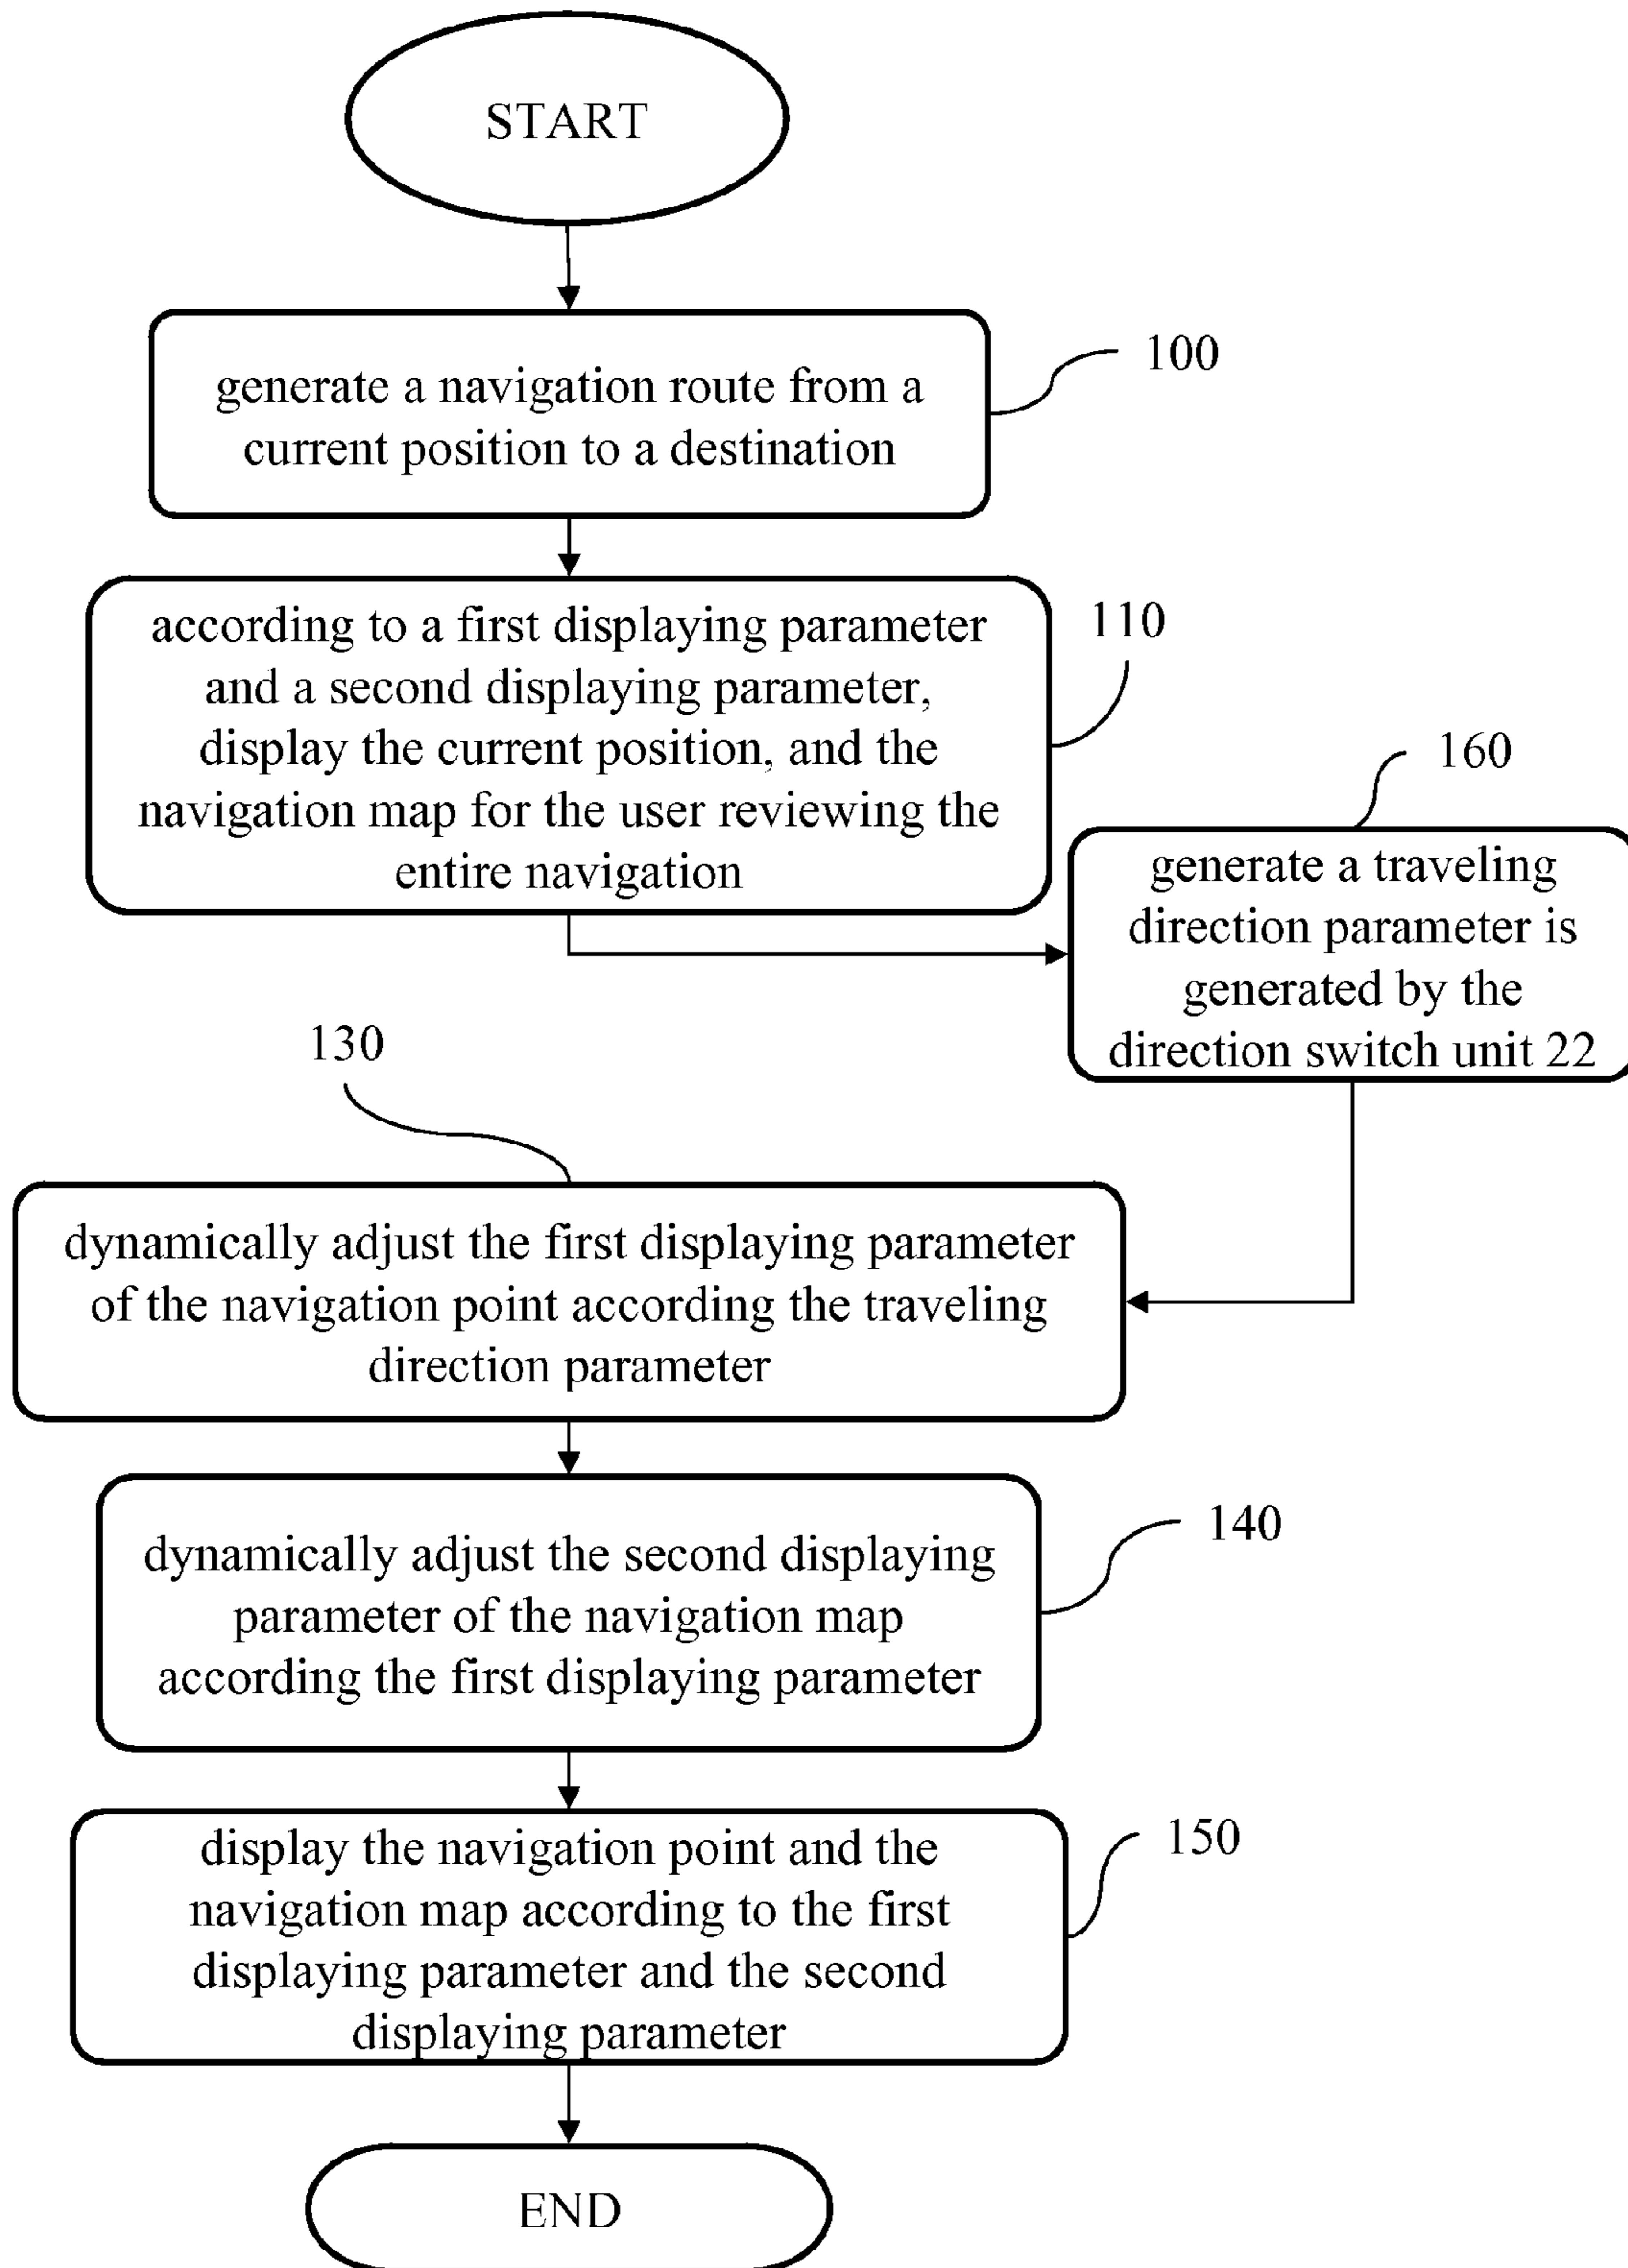 START
100
generate a navigation route from a
current position to a destination
110
according to a first displaying parameter
and a second displaying parameter,
display the current position, and the
navigation map for the user reviewing the
entire navigation
160
generate a traveling
direction parameter is
generated by the
direction switch unit 22
130
dynamically adjust the first displaying parameter
of the navigation point according the traveling
direction parameter
140
dynamically adjust the second displaying
parameter of the navigation map
according the first displaying parameter
150
display the navigation point and the
navigation map according to the first
displaying parameter and the second
displaying parameter
END